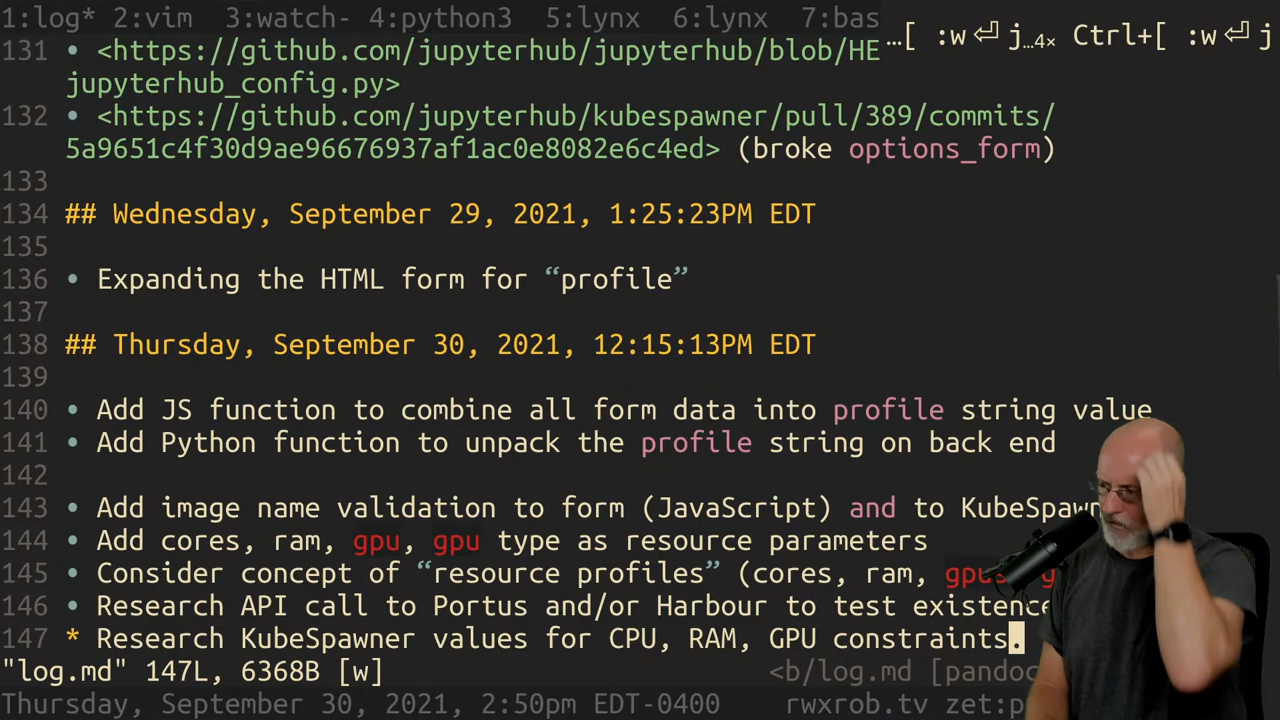 1:log* 2:vim 3:watch- 4:python3 5:lynx 6:lynx 7:bas
…[ :w⏎ j…4× Ctrl+[ :w⏎ j
131 • <https://github.com/jupyterhub/jupyterhub/blob/HE
jupyterhub_config.py>
132 • <https://github.com/jupyterhub/kubespawner/pull/389/commits/
5a9651c4f30d9ae96676937af1ac0e8082e6c4ed> (broke options_form)
133
134 ## Wednesday, September 29, 2021, 1:25:23PM EDT
135
136 • Expanding the HTML form for “profile”
137
138 ## Thursday, September 30, 2021, 12:15:13PM EDT
139
140 • Add JS function to combine all form data into profile string value
141 • Add Python function to unpack the profile string on back end
142
143 • Add image name validation to form (JavaScript) and to KubeSpawn
144 • Add cores, ram, gpu, gpu type as resource parameters
145 • Consider concept of “resource profiles” (cores, ram, gpus
146 • Research API call to Portus and/or Harbour to test existence
147 * Research KubeSpawner values for CPU, RAM, GPU constraints.
"log.md" 147L, 6368B [w] <b/log.md [pandoc
Thursday, September 30, 2021, 2:50pm EDT-0400 rwxrob.tv zet:p